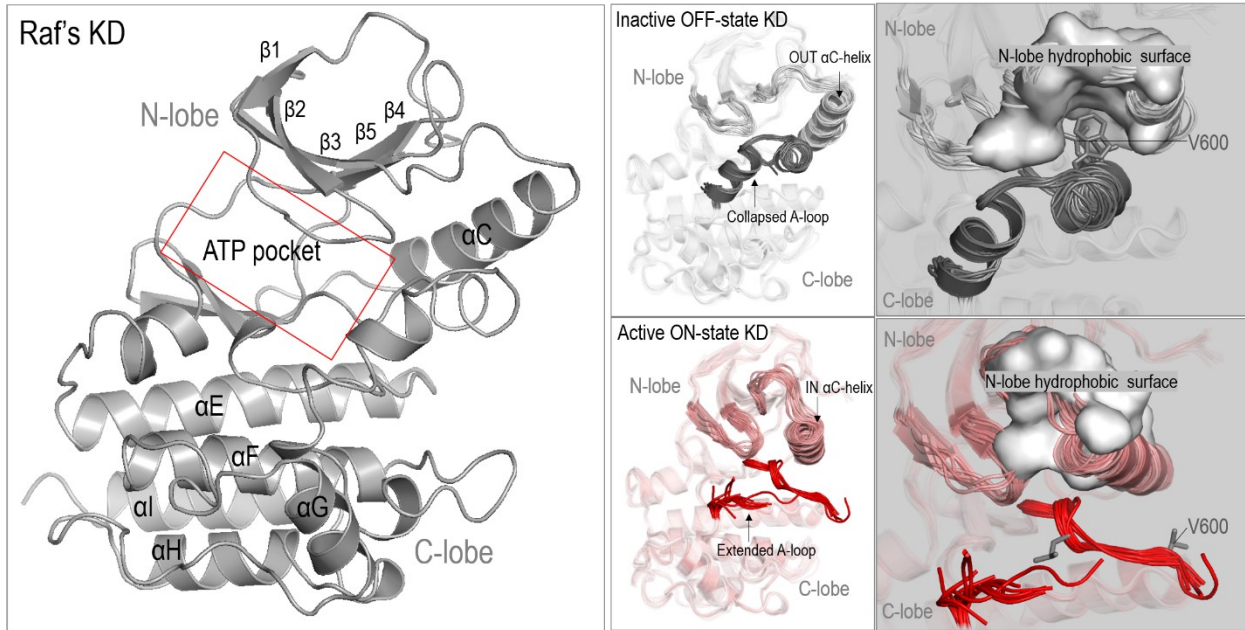 Raf's KD
β1
N-lobe
β2
β4
β3
β5
ATP pocket
αC
αE
αF
αI
αG
αH
C-lobe
Inactive OFF-state KD
N-lobe
OUT αC-helix
Collapsed A-loop
C-lobe
N-lobe
N-lobe hydrophobic surface
V600
C-lobe
Active ON-state KD
N-lobe
IN αC-helix
Extended A-loop
C-lobe
N-lobe
N-lobe hydrophobic surface
V600
C-lobe